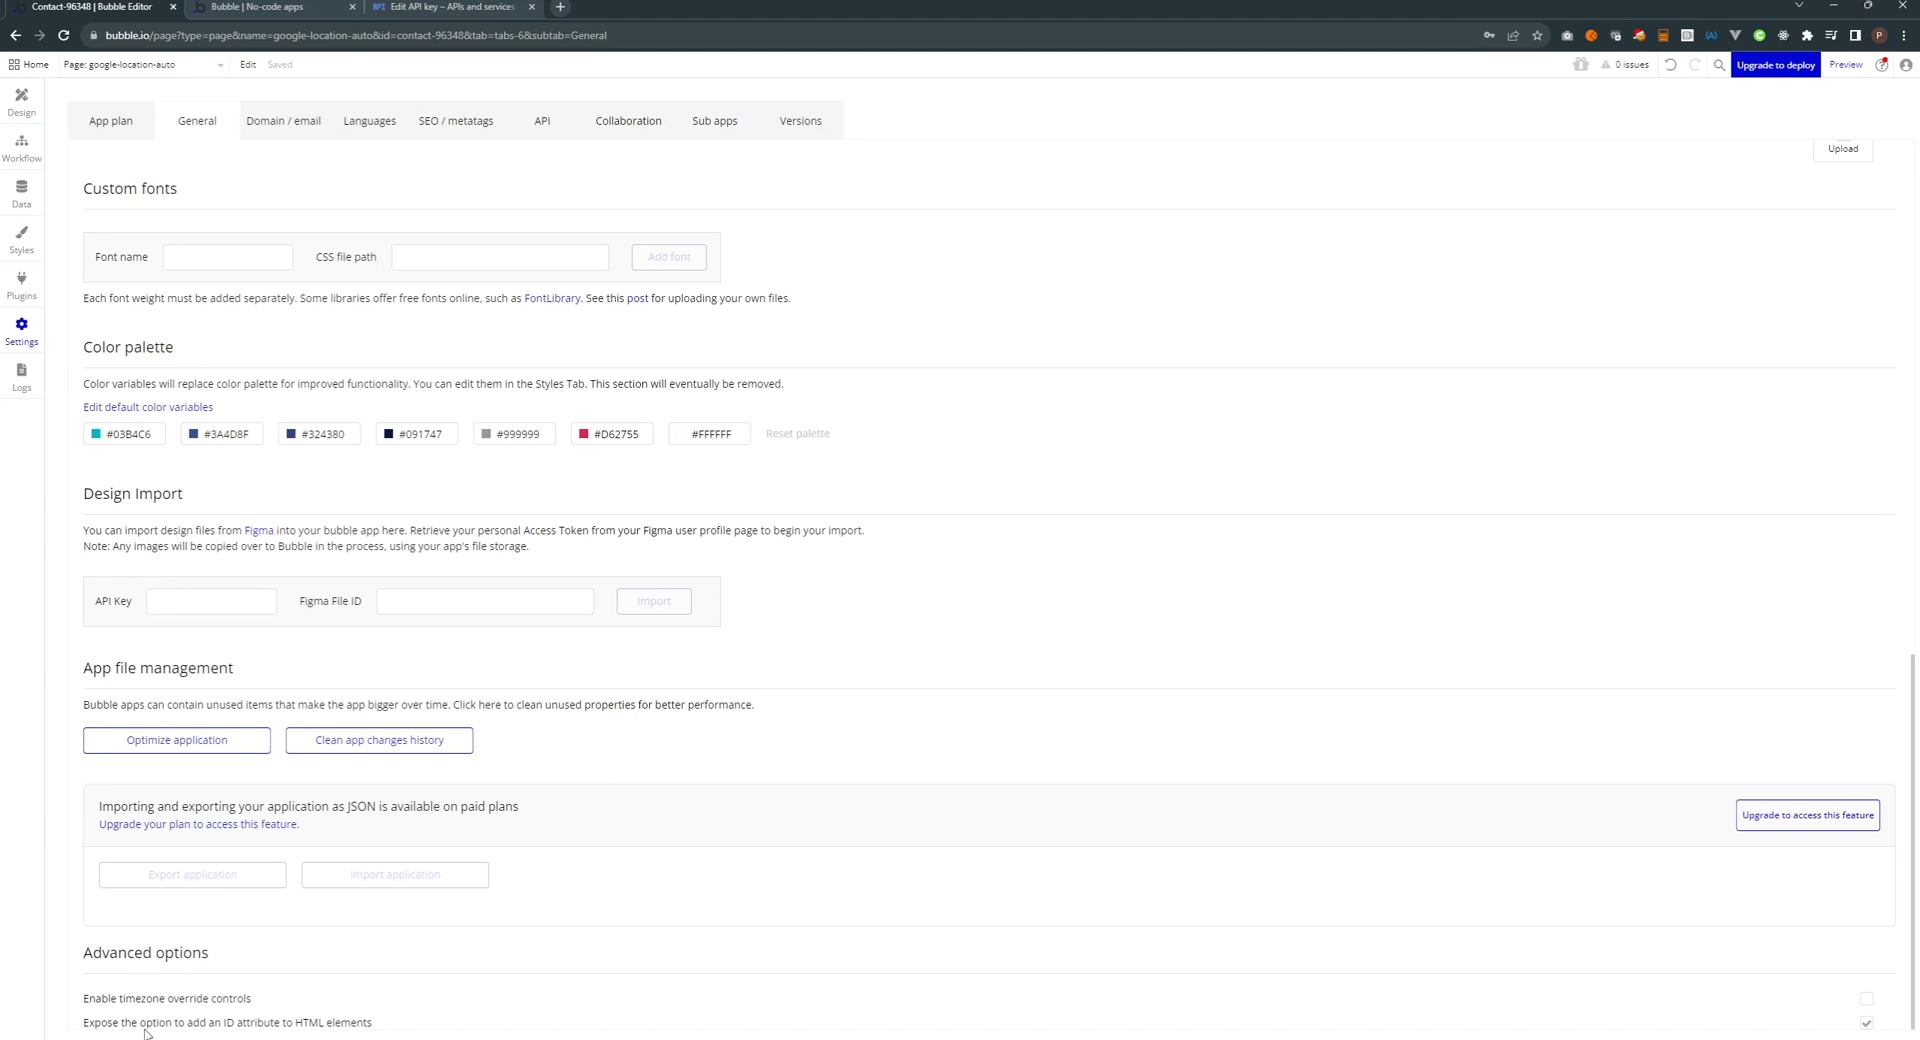 Contact-96348 | Bubble Editor
Bubble | No-code apps
API Edit API key – APIs and services
bubble.io/page?type=page&name=google-location-auto&id=contact-96348&tab=tabs-6&subtab=General
Home Page: google-location-auto Edit Saved
0 issues
Upgrade to deploy
Preview
Design
Workflow
Data
Styles
Plugins
Settings
Logs
App plan General Domain / email Languages SEO / metatags API Collaboration Sub apps Versions
Upload
Custom fonts
Font name CSS file path Add font
Each font weight must be added separately. Some libraries offer free fonts online, such as FontLibrary. See this post for uploading your own files.
Color palette
Color variables will replace color palette for improved functionality. You can edit them in the Styles Tab. This section will eventually be removed.
Edit default color variables
#03B4C6 #3A4D8F #324380 #091747 #999999 #D62755 #FFFFFF Reset palette
Design Import
You can import design files from Figma into your bubble app here. Retrieve your personal Access Token from your Figma user profile page to begin your import.
Note: Any images will be copied over to Bubble in the process, using your app's file storage.
API Key Figma File ID Import
App file management
Bubble apps can contain unused items that make the app bigger over time. Click here to clean unused properties for better performance.
Optimize application Clean app changes history
Importing and exporting your application as JSON is available on paid plans
Upgrade your plan to access this feature.
Upgrade to access this feature
Export application Import application
Advanced options
Enable timezone override controls
Expose the option to add an ID attribute to HTML elements